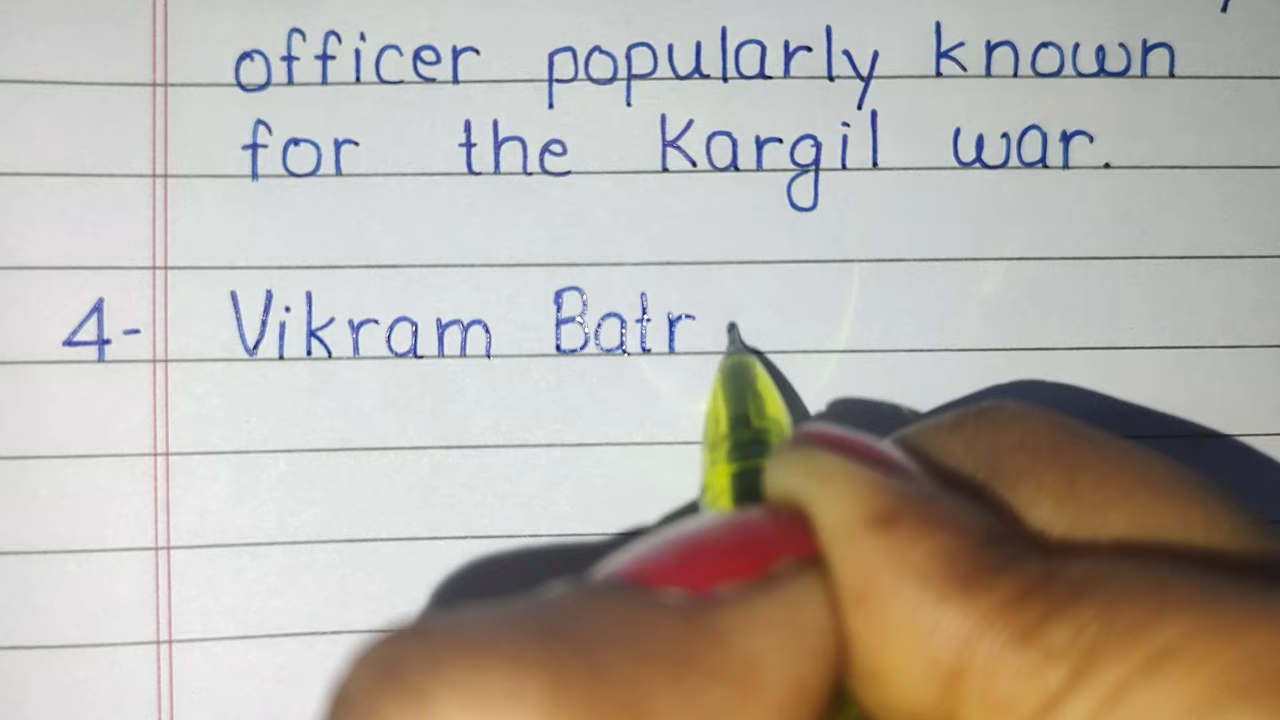 officer popularly known
for the Kargil war.
4- Vikram Batr